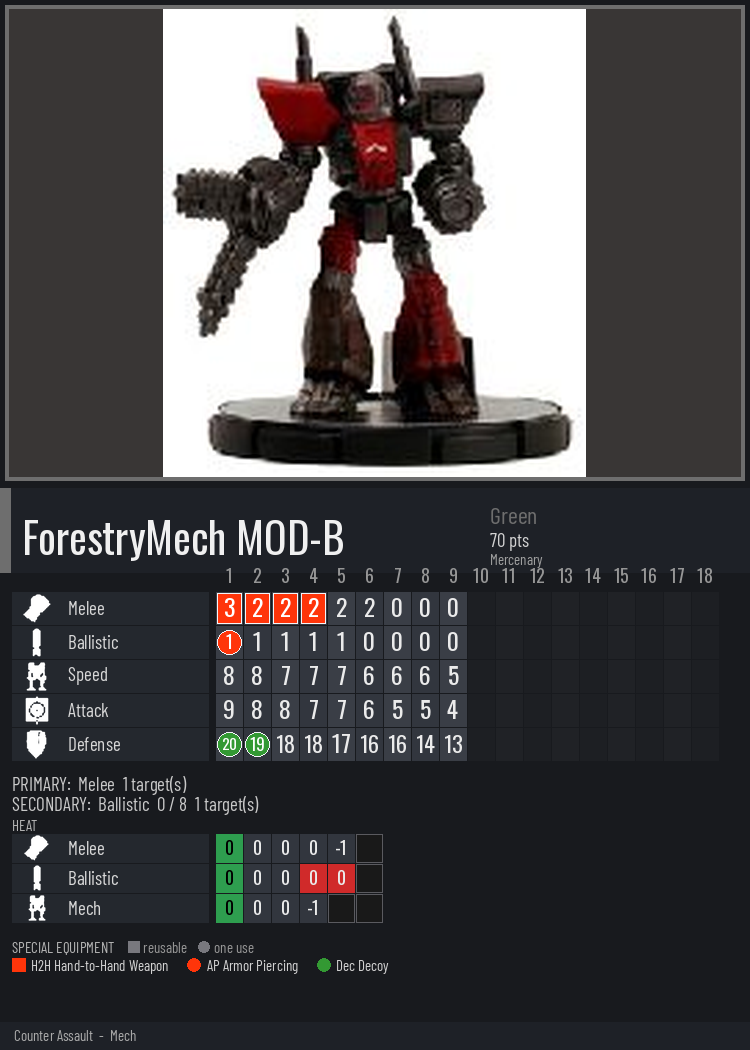 ForestryMech MOD-B
Green
70 pts
Mercenary
1 2 3 4 5 6 7 8 9 10 11 12 13 14 15 16 17 18
Melee 3 2 2 2 2 2 0 0 0
Ballistic 1 1 1 1 1 0 0 0 0
Speed 8 8 7 7 7 6 6 6 5
Attack 9 8 8 7 7 6 5 5 4
Defense 20 19 18 18 17 16 16 14 13
PRIMARY: Melee 1 target(s)
SECONDARY: Ballistic 0 / 8 1 target(s)
HEAT
Melee 0 0 0 0 -1
Ballistic 0 0 0 0 0
Mech 0 0 0 -1
SPECIAL EQUIPMENT reusable one use
H2H Hand-to-Hand Weapon AP Armor Piercing Dec Decoy
Counter Assault - Mech